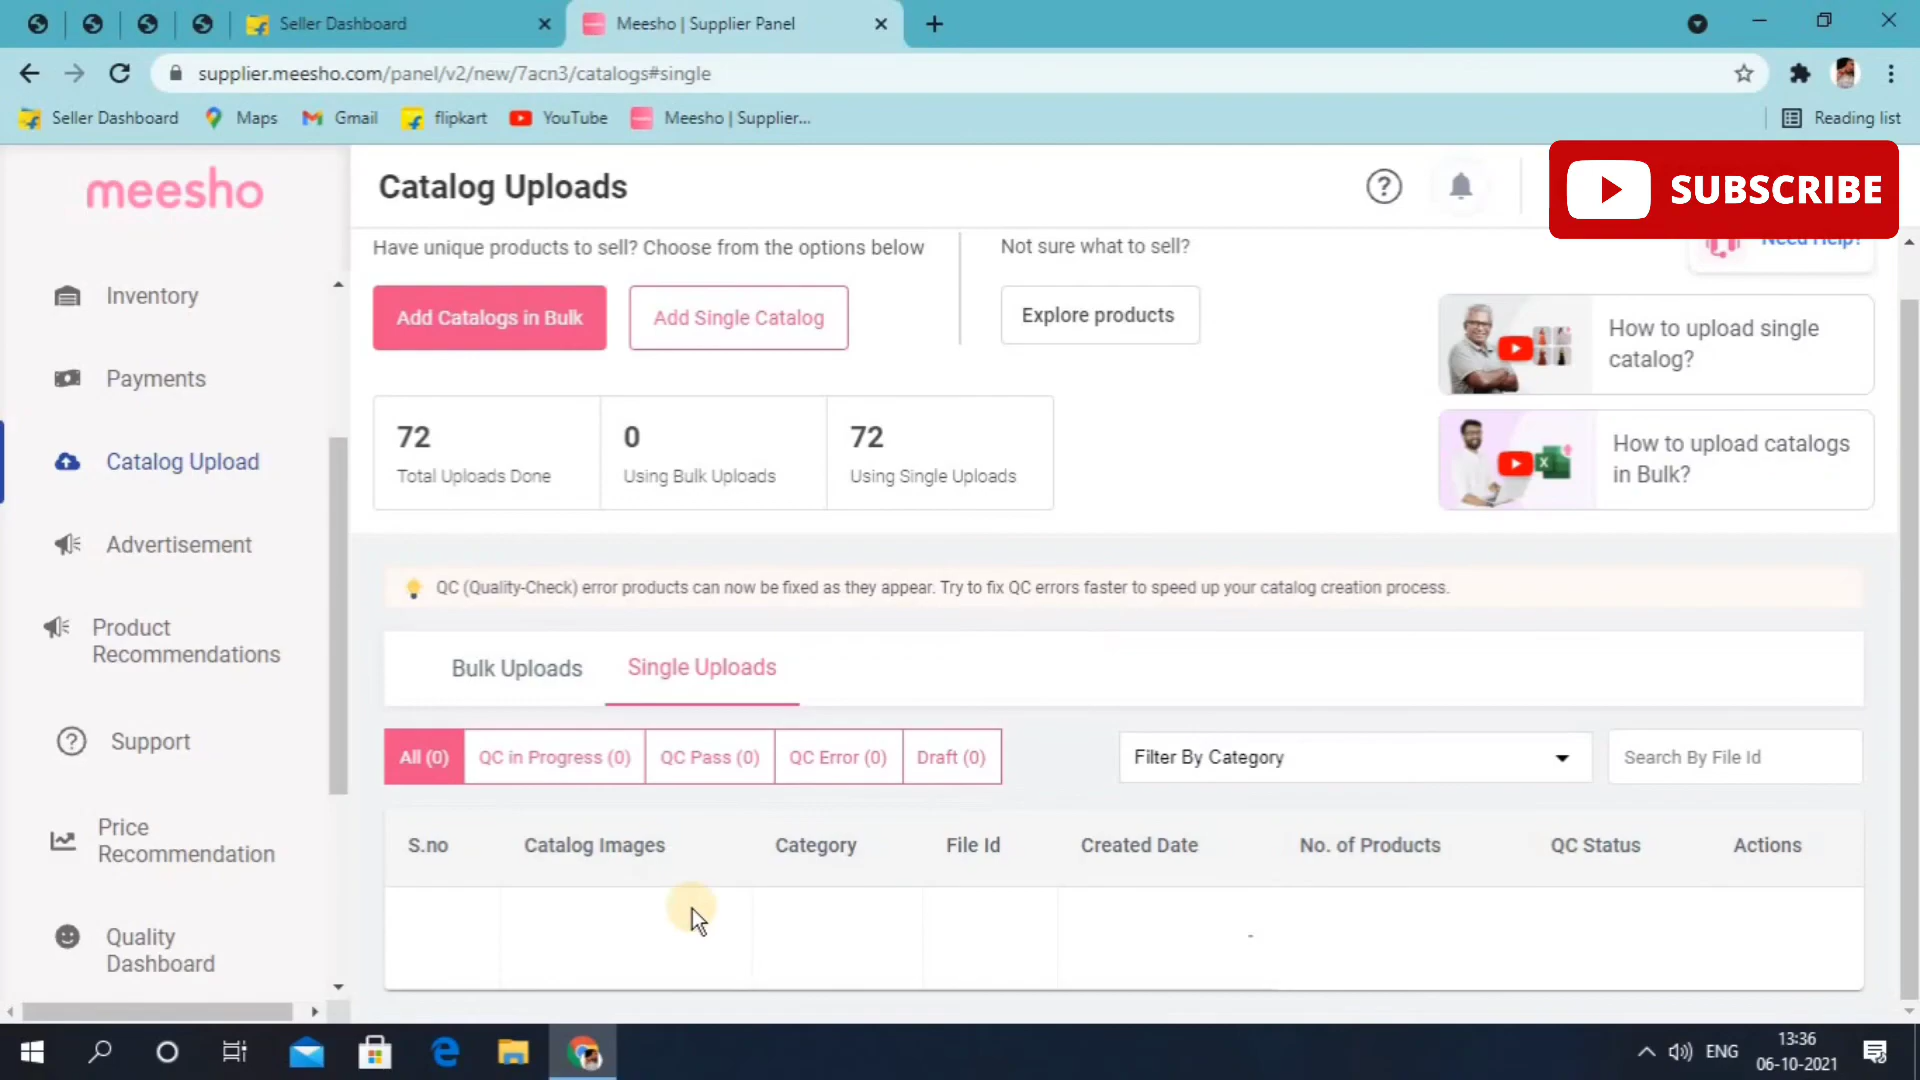 Seller Dashboard
Meesho | Supplier Panel
supplier.meesho.com/panel/v2/new/7acn3/catalogs#single
Seller Dashboard
Maps
Gmail
flipkart
YouTube
Meesho | Supplier...
Reading list
meesho
Catalog Uploads
SUBSCRIBE
Need Help?
Inventory
Payments
Catalog Upload
Advertisement
Product
Recommendations
Support
Price
Recommendation
Quality
Dashboard
Have unique products to sell? Choose from the options below
Not sure what to sell?
Add Catalogs in Bulk
Add Single Catalog
Explore products
How to upload single
catalog?
How to upload catalogs
in Bulk?
72
Total Uploads Done
0
Using Bulk Uploads
72
Using Single Uploads
QC (Quality-Check) error products can now be fixed as they appear. Try to fix QC errors faster to speed up your catalog creation process.
Bulk Uploads
Single Uploads
All (0)
QC in Progress (0)
QC Pass (0)
QC Error (0)
Draft (0)
Filter By Category
Search By File Id
S.no
Catalog Images
Category
File Id
Created Date
No. of Products
QC Status
Actions
-
ENG
13:36
06-10-2021